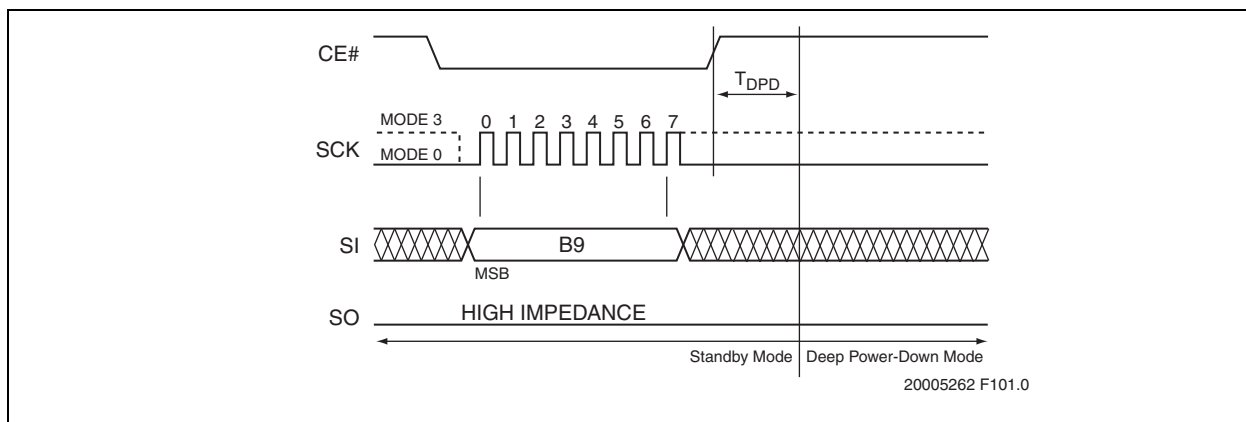 CE#
T_DPD
MODE 3
0 1 2 3 4 5 6 7
SCK
MODE 0
SI
B9
MSB
SO
HIGH IMPEDANCE
Standby Mode
Deep Power-Down Mode
20005262 F101.0